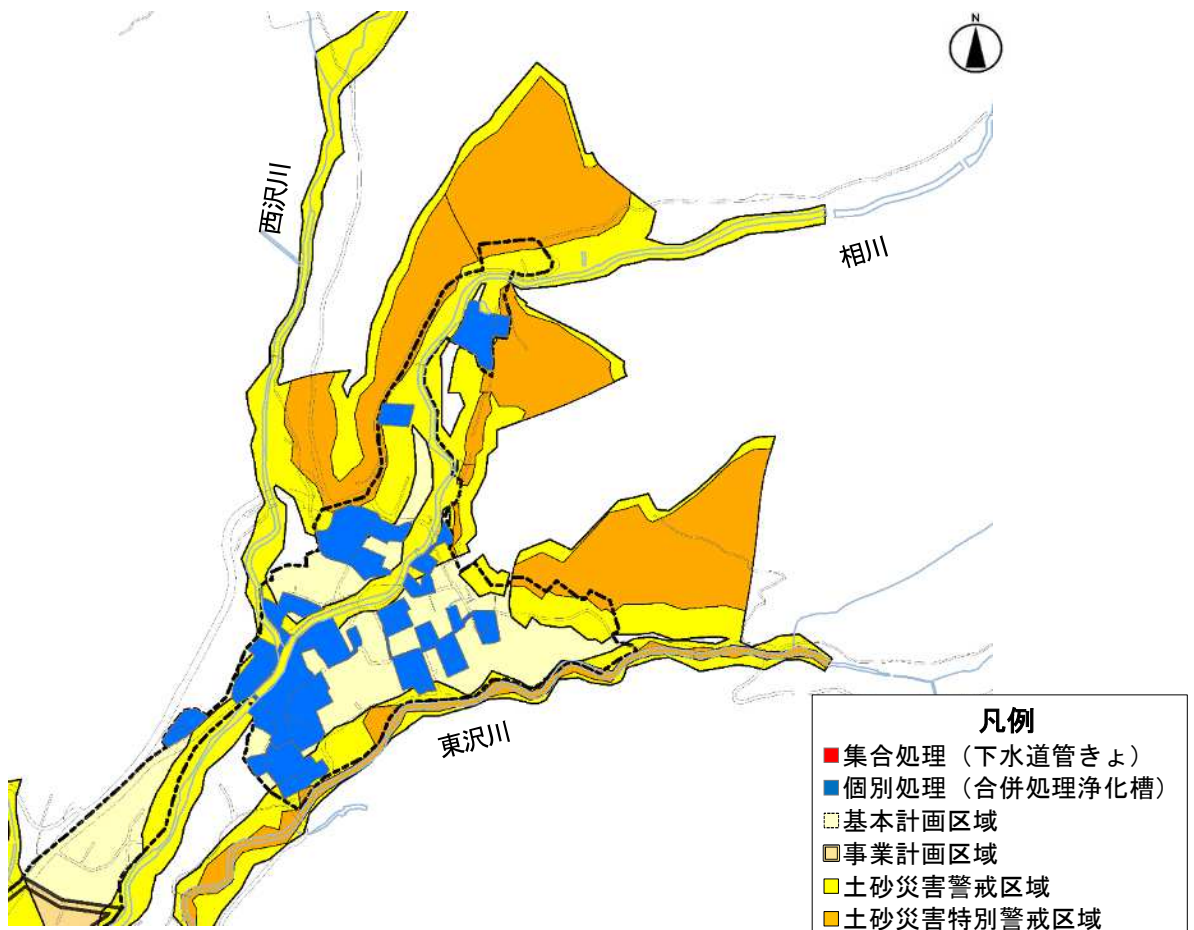 N
西沢川
相川
東沢川
凡例
集合処理（下水道管きょ）
個別処理（合併処理浄化槽）
基本計画区域
事業計画区域
土砂災害警戒区域
土砂災害特別警戒区域